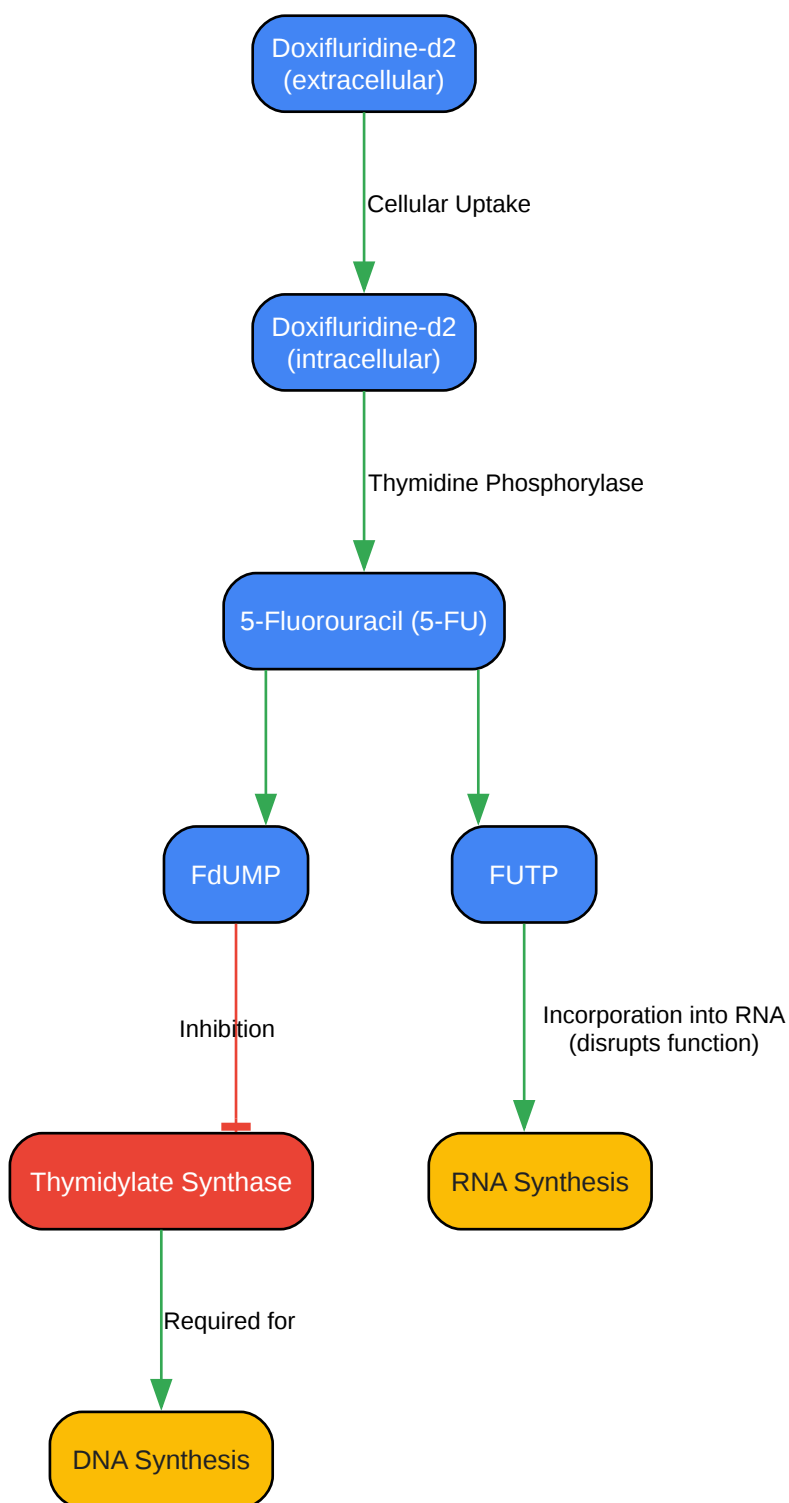 Doxifluridine-d2
(extracellular)
Cellular Uptake
Doxifluridine-d2
(intracellular)
Thymidine Phosphorylase
5-Fluorouracil (5-FU)
FdUMP
FUTP
Inhibition
Incorporation into RNA
(disrupts function)
Thymidylate Synthase
RNA Synthesis
Required for
DNA Synthesis